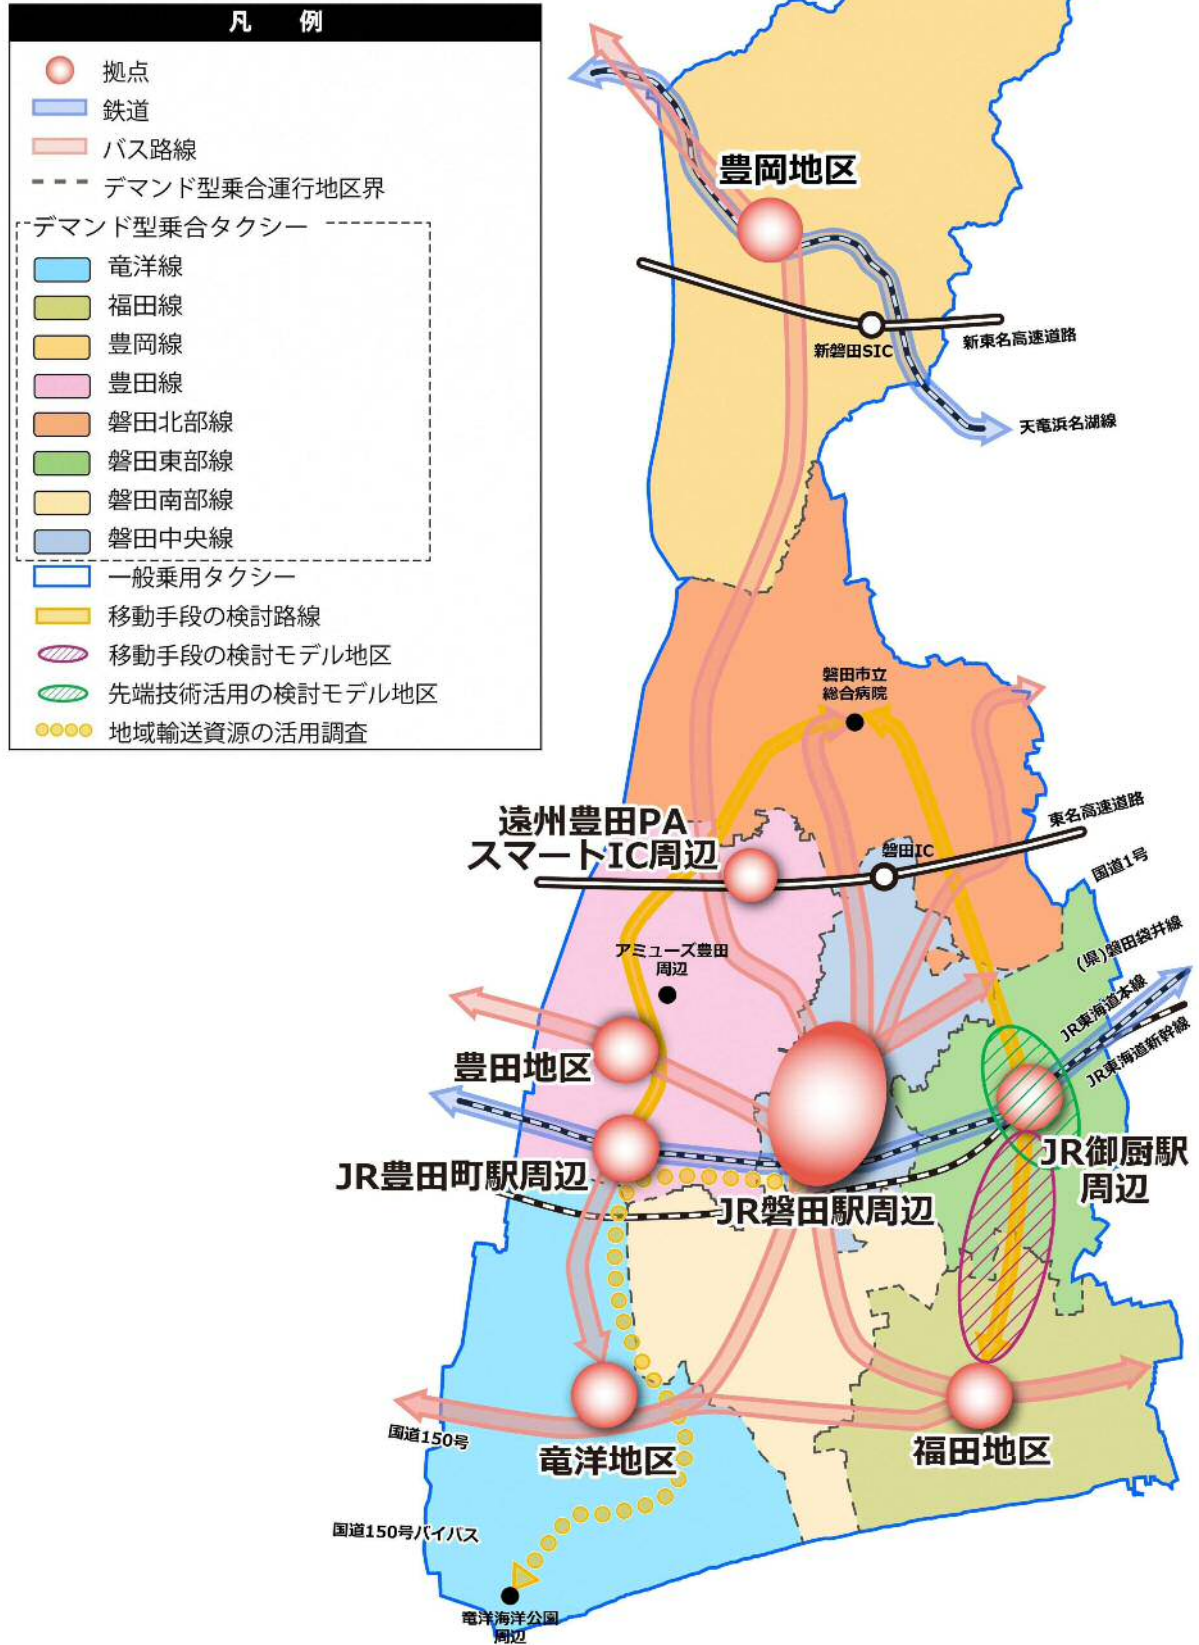 凡　例
拠点
鉄道
バス路線
デマンド型乗合運行地区界
デマンド型乗合タクシー
竜洋線
福田線
豊岡線
豊田線
磐田北部線
磐田東部線
磐田南部線
磐田中央線
一般乗用タクシー
移動手段の検討路線
移動手段の検討モデル地区
先端技術活用の検討モデル地区
地域輸送資源の活用調査
豊岡地区
新磐田SIC
新東名高速道路
天竜浜名湖線
磐田市立
総合病院
遠州豊田PA
スマートIC周辺
磐田IC
東名高速道路
国道1号
(県)磐田袋井線
アミューズ豊田
周辺
JR東海道本線
JR東海道新幹線
豊田地区
JR豊田町駅周辺
JR磐田駅周辺
JR御厨駅
周辺
国道150号
竜洋地区
福田地区
国道150号バイパス
竜洋海洋公園
周辺